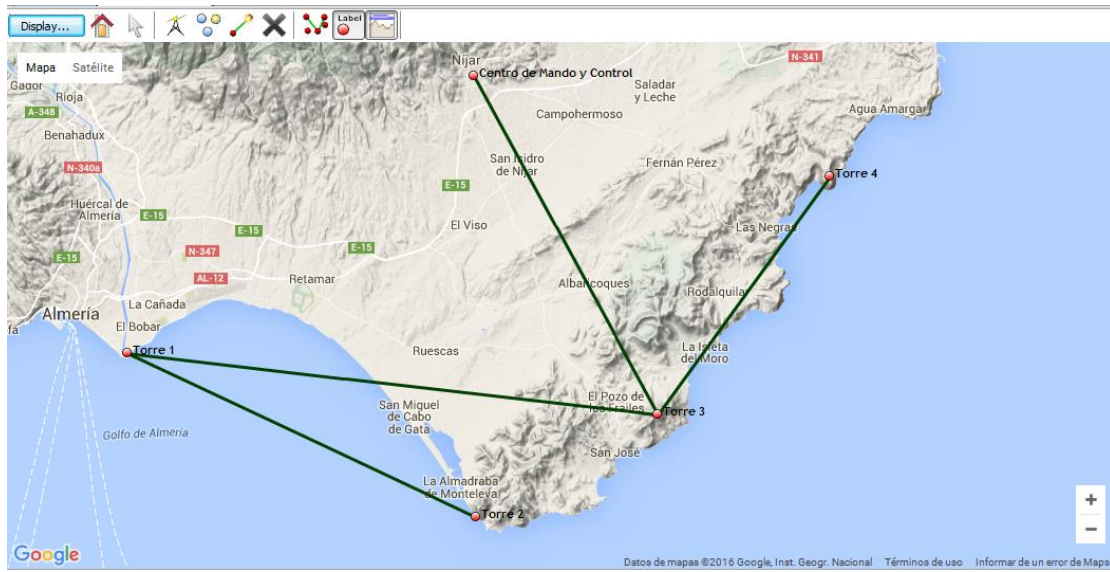 Display...
Label
Mapa Satélite
Níjar
Centro de Mando y Control
N-341
Gador
Rioja
Saladar
y Leche
A-348
Campohermoso
Agua Amarga
Benahadux
San Isidro
de Níjar
Fernán Pérez
N-340a
Torre 4
E-15
Huércal de
Almería
E-15
El Viso
Las Negras
E-15
E-15
N-347
E-15
AL-12
Retamar
Albaricoques
Rodalquilar
La Cañada
Almería
El Bobar
La Isleta
del Moro
Torre 1
Ruescas
El Pozo de
los Frailes
San Miguel
de Cabo
de Gata
Torre 3
Golfo de Almería
San José
La Almadraba
de Monteleva
Torre 2
+
−
Google
Datos de mapas ©2016 Google, Inst. Geogr. Nacional Términos de uso Informar de un error de Maps